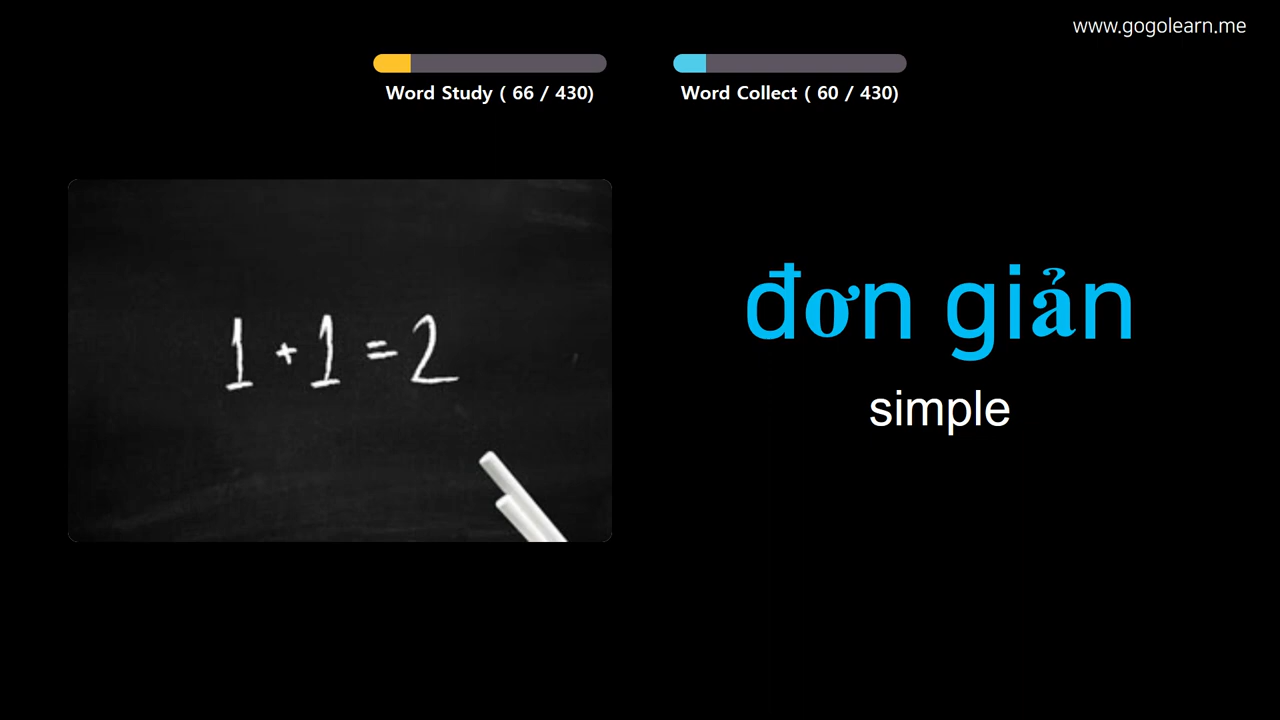 www.gogolearn.me
Word Study ( 66 / 430)
Word Collect ( 60 / 430)
1 + 1 = 2
đơn giản
simple